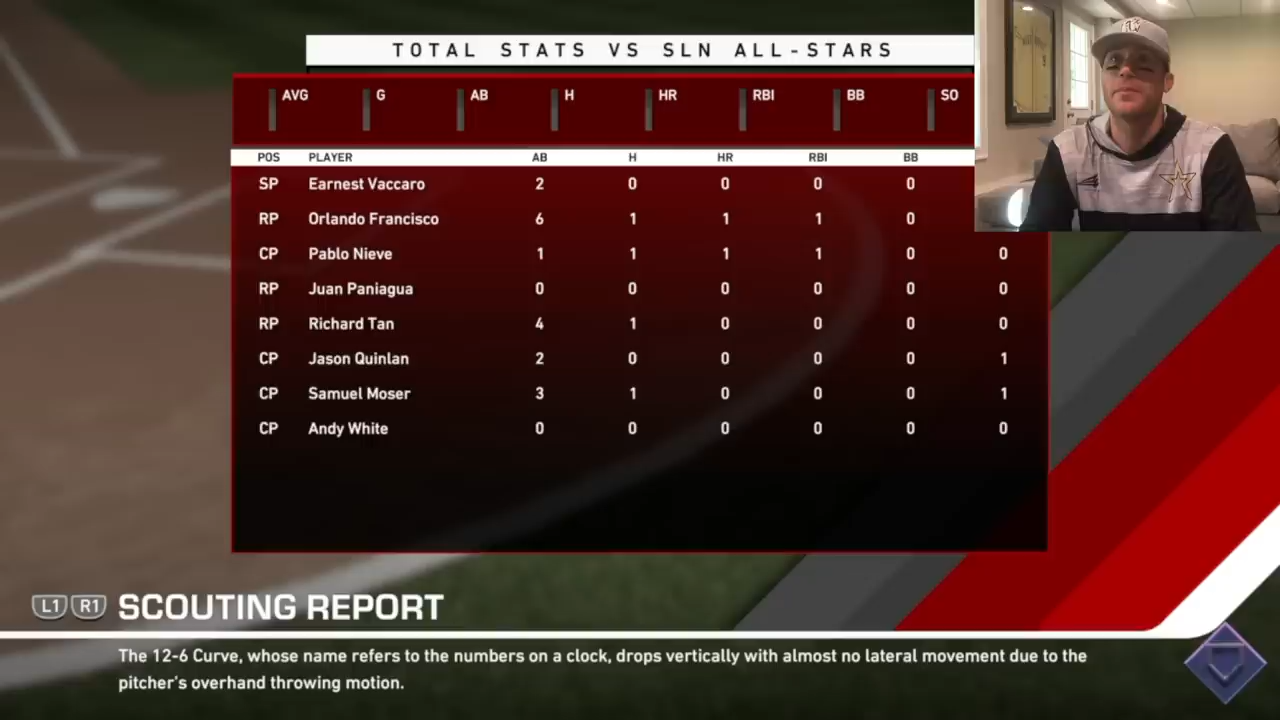 TOTAL STATS VS SLN ALL-STARS
AVG G AB H HR RBI BB SO
POS PLAYER AB H HR RBI BB
SP Earnest Vaccaro 2 0 0 0 0
RP Orlando Francisco 6 1 1 1 0
CP Pablo Nieve 1 1 1 1 0 0
RP Juan Paniagua 0 0 0 0 0 0
RP Richard Tan 4 1 0 0 0 0
CP Jason Quinlan 2 0 0 0 0 1
CP Samuel Moser 3 1 0 0 0 1
CP Andy White 0 0 0 0 0 0
L1 R1 SCOUTING REPORT
The 12-6 Curve, whose name refers to the numbers on a clock, drops vertically with almost no lateral movement due to the
pitcher's overhand throwing motion.